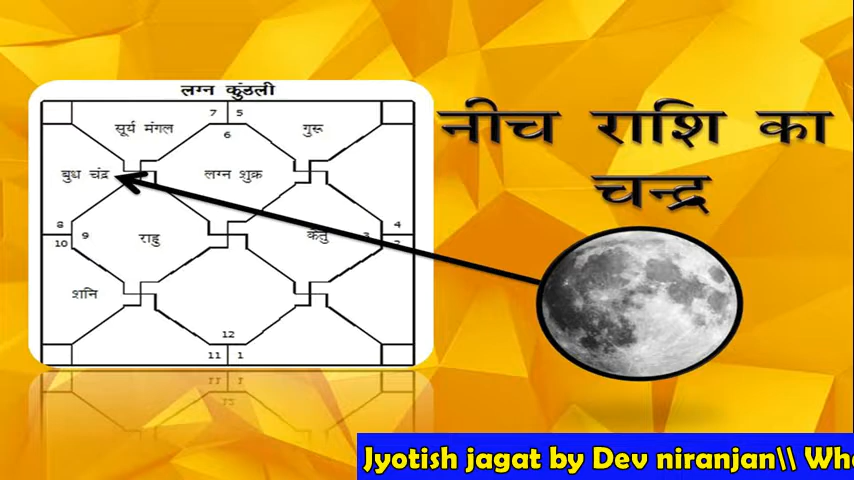 लग्न कुंडली
नीच राशि का
चन्द्र
7 5
सूर्य मंगल 6 गुरू
बुध चंद्र लग्न शुक्र
8 4
10 9 राहु केतु 3 2
शनि
12
11 1
Jyotish jagat by Dev niranjan\\ Wh